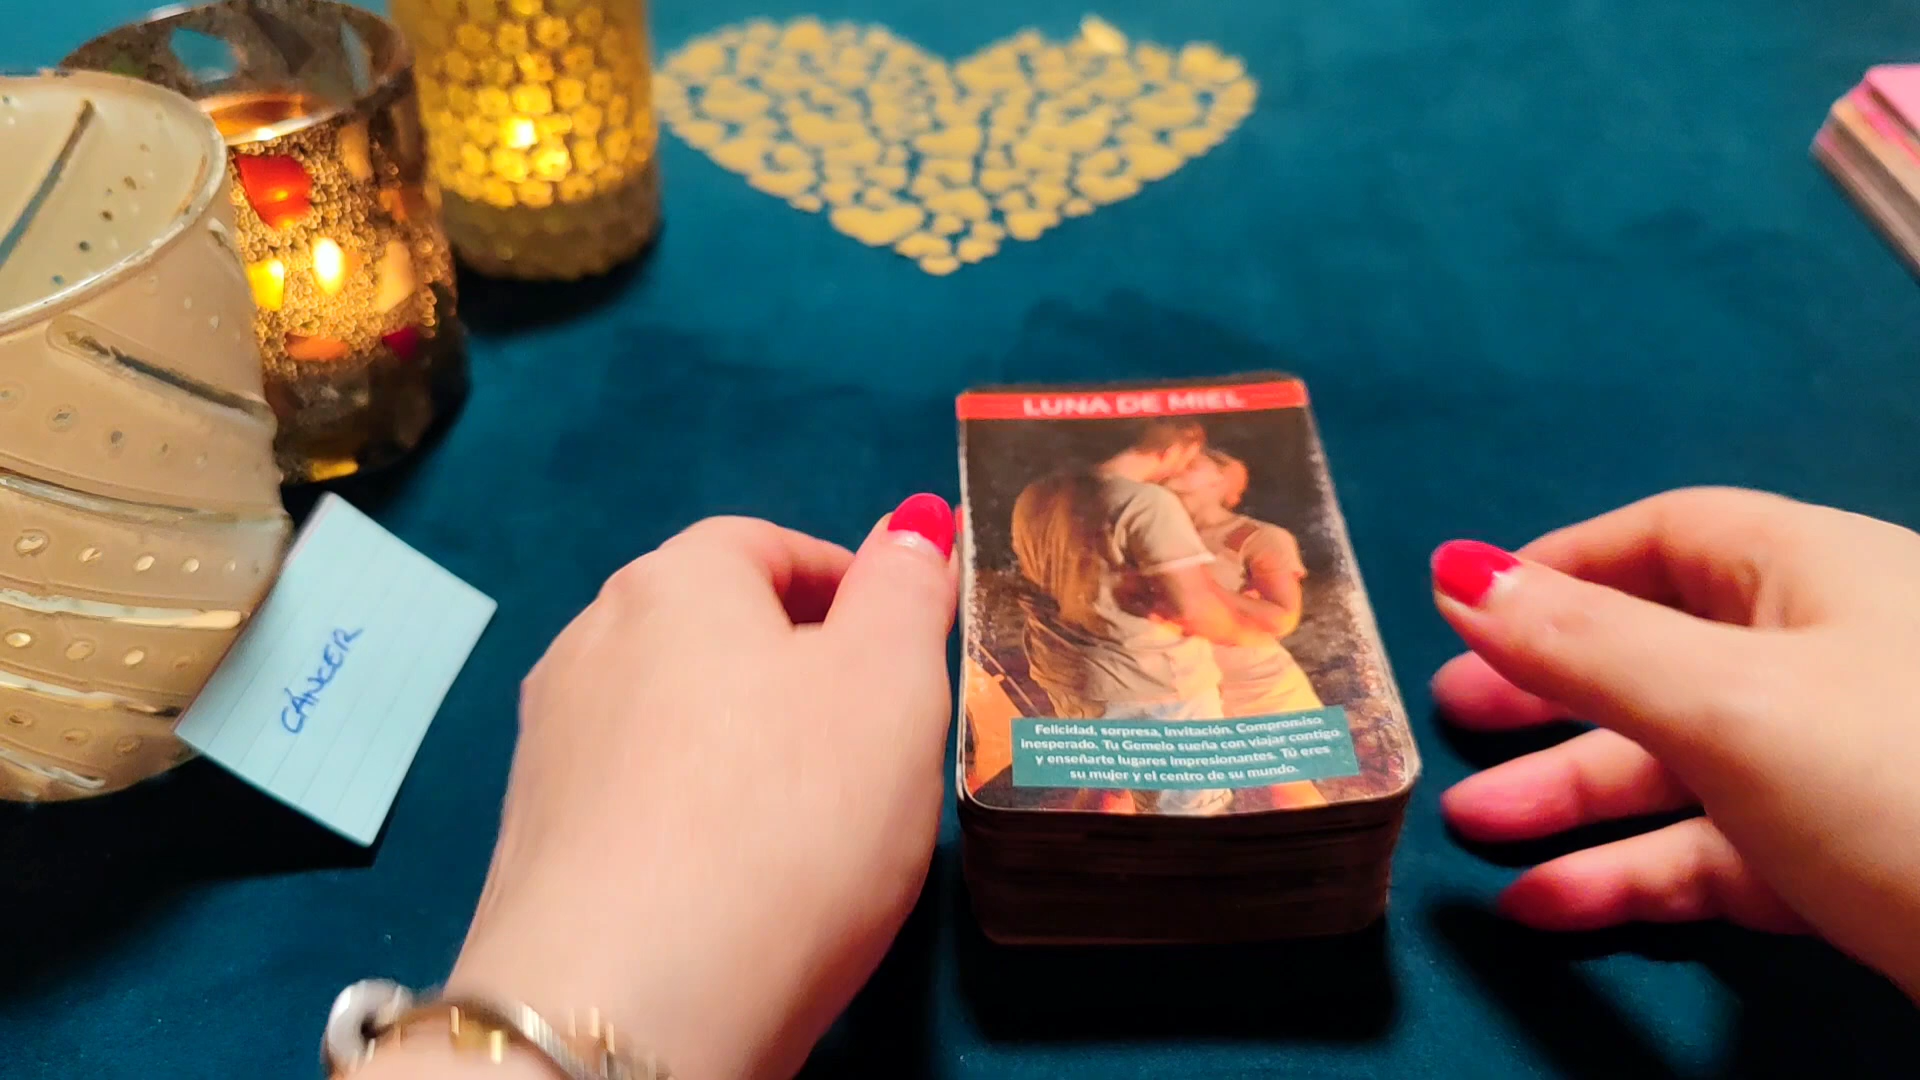 LUNA DE MIEL
CÁNCER
Felicidad, sorpresa, invitación. Compromiso
inesperado. Tu Gemelo sueña con viajar contigo
y enseñarte lugares impresionantes. Tú eres
su mujer y el centro de su mundo.